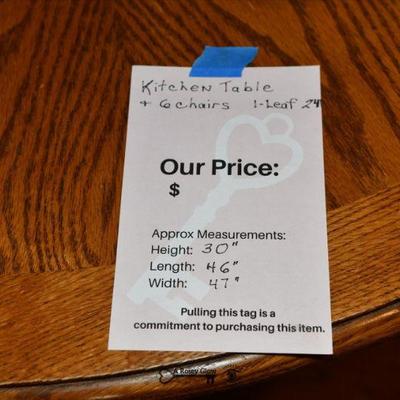 Kitchen Table
+ 6 chairs 1-Leaf 24"
Our Price:
$
Approx Measurements:
Height: 30"
Length: 46"
Width: 47"
Pulling this tag is a
commitment to purchasing this item.